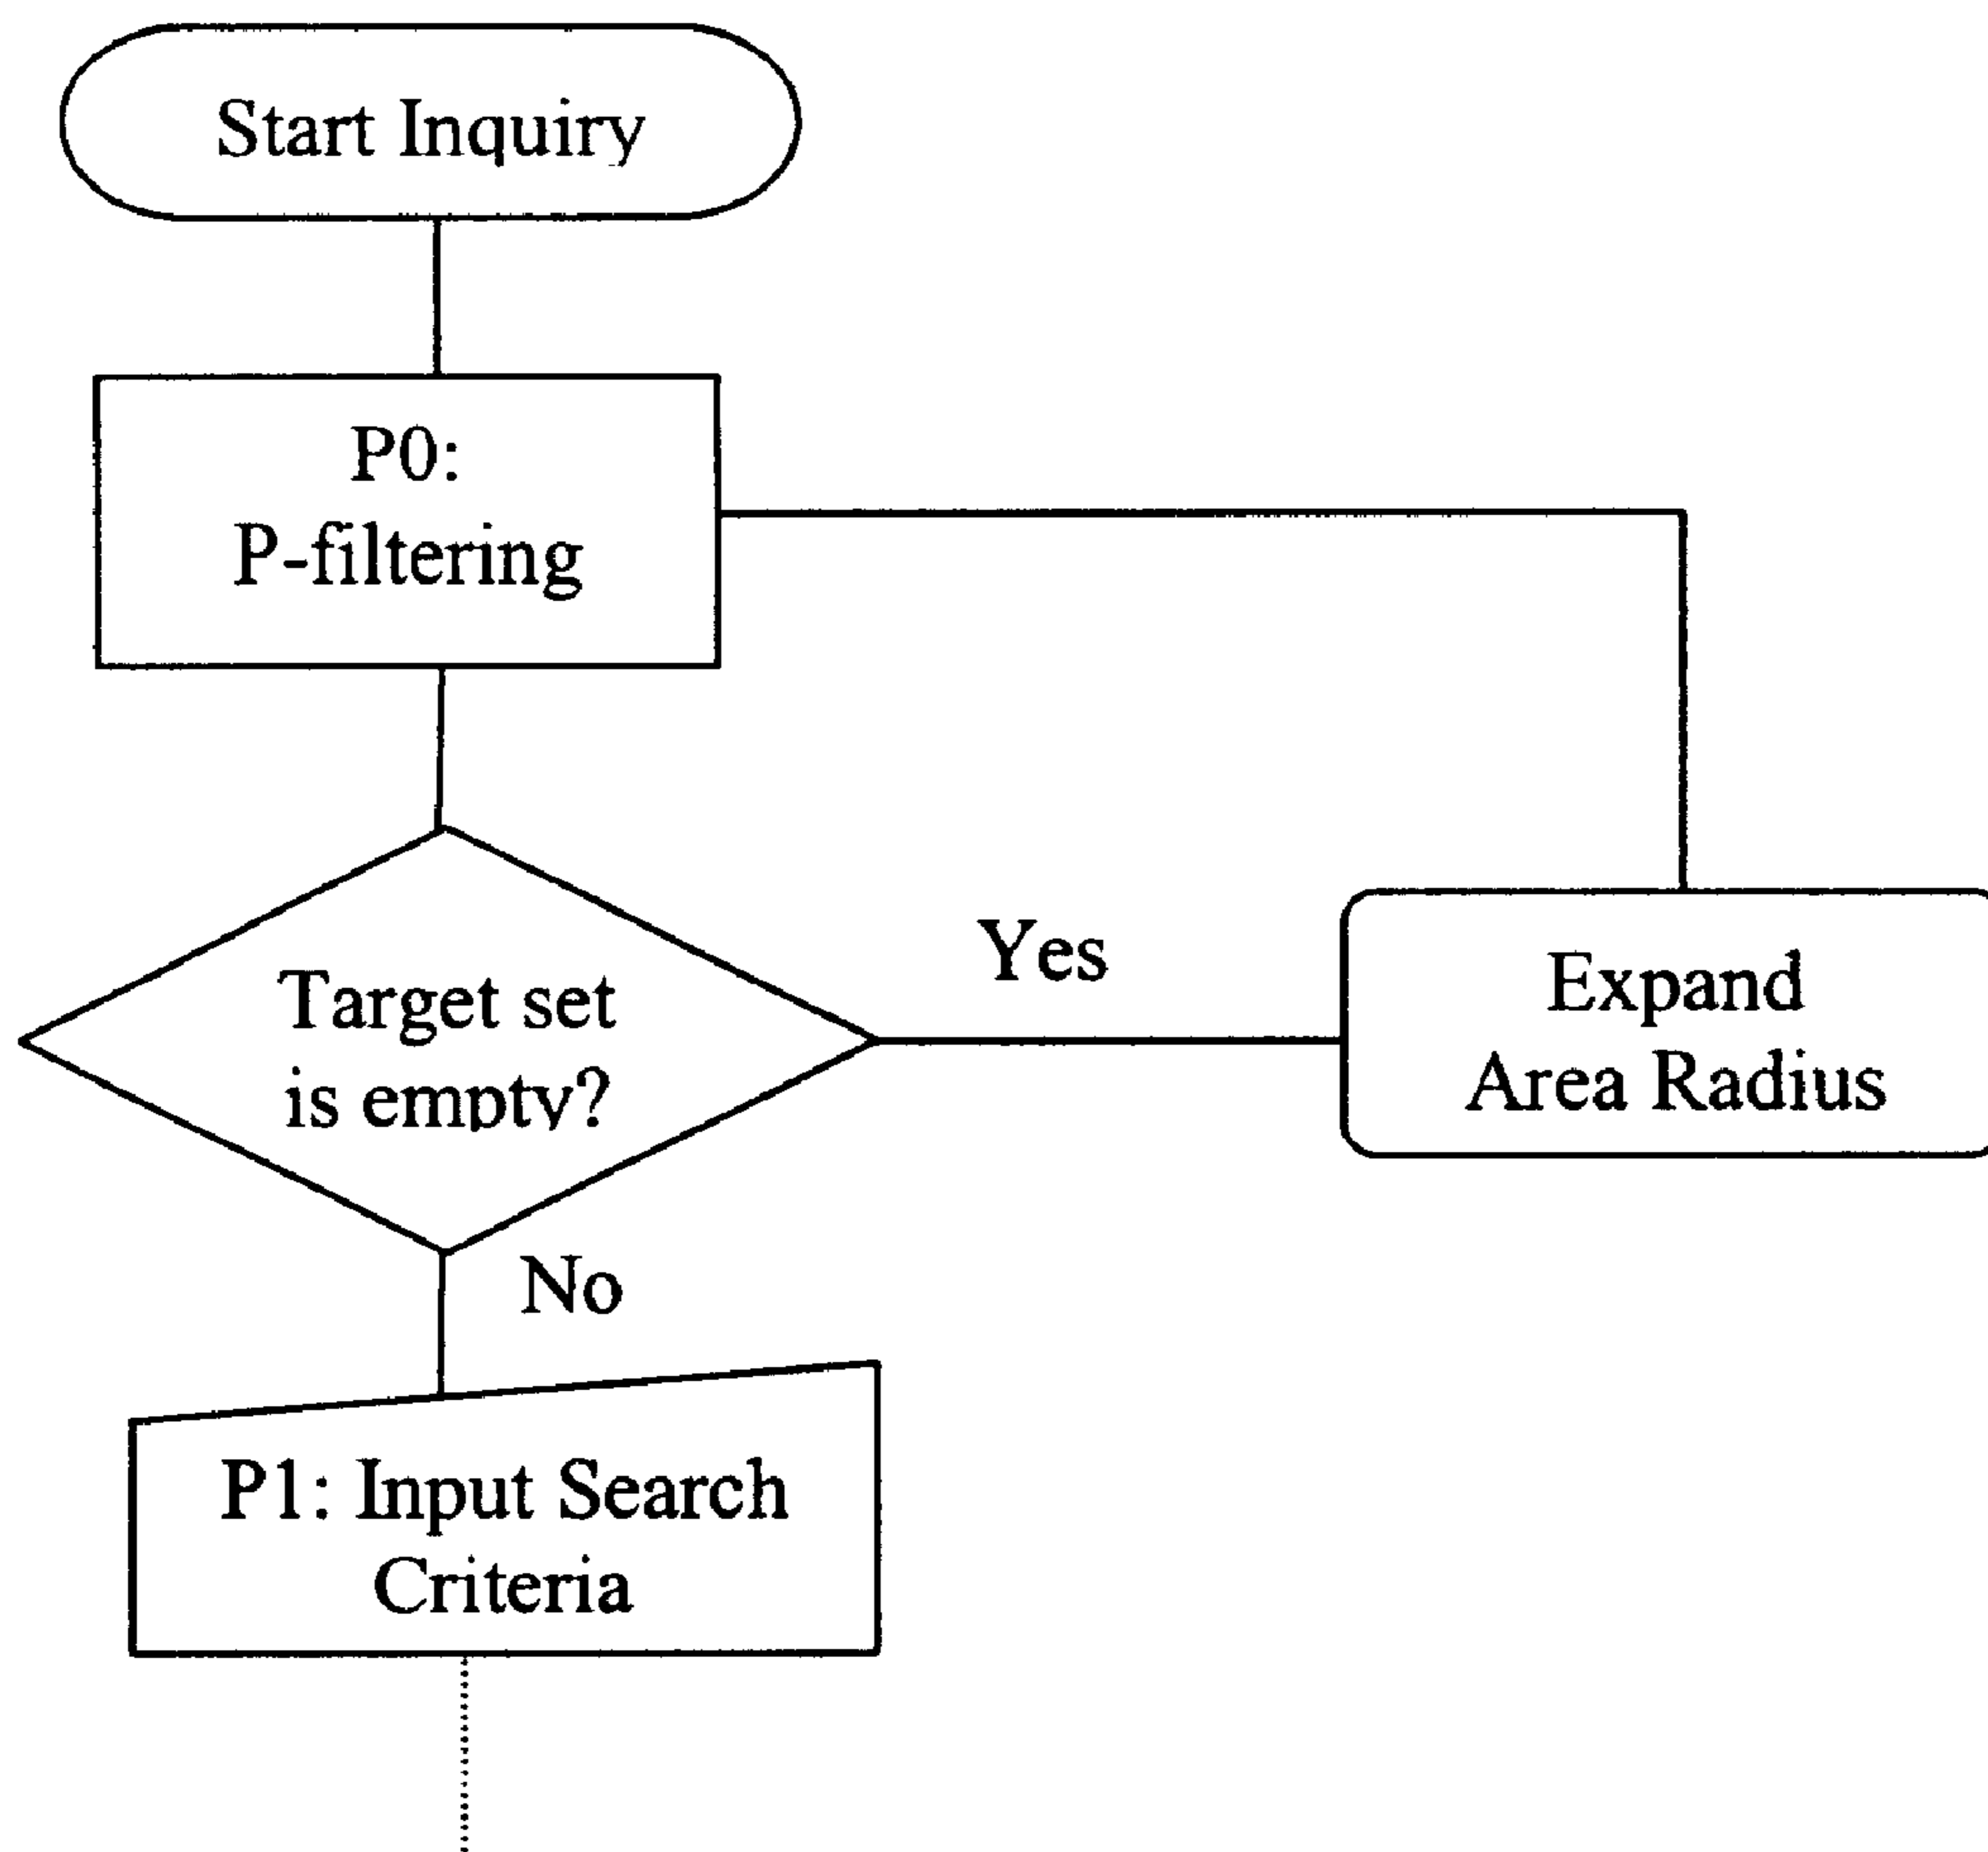 Start Inquiry
P0:
P-filtering
Target set
is empty?
Yes
Expand
Area Radius
No
P1: Input Search
Criteria